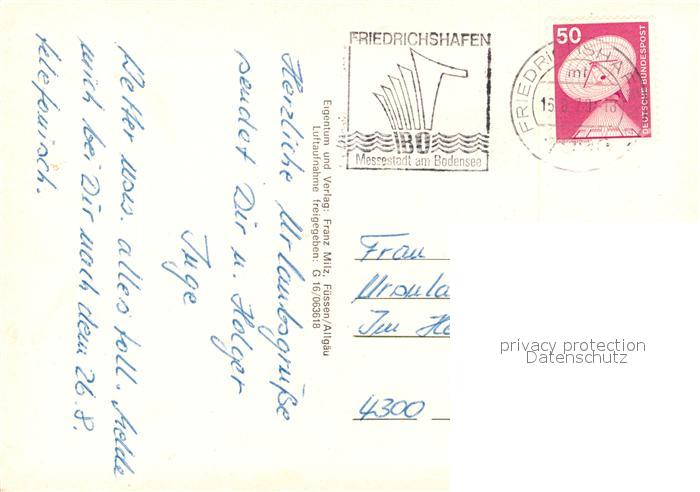 Herzliche Urlaubsgrüße
sendet Dir u. Holger
Inge
Wetter usw. alles toll. Melde
mich bei Dir nach dem 26.8.
telefonisch.
Eigentum und Verlag: Franz Milz, Füssen/Allgäu
Luftaufnahme freigegeben: G 16/063618
FRIEDRICHSHAFEN
IBO
Messestadt am Bodensee
FRIEDRICHSHAF
50
DEUTSCHE BUNDESPOST
Frau
Ursula
Im He
4300
privacy protection
Datenschutz